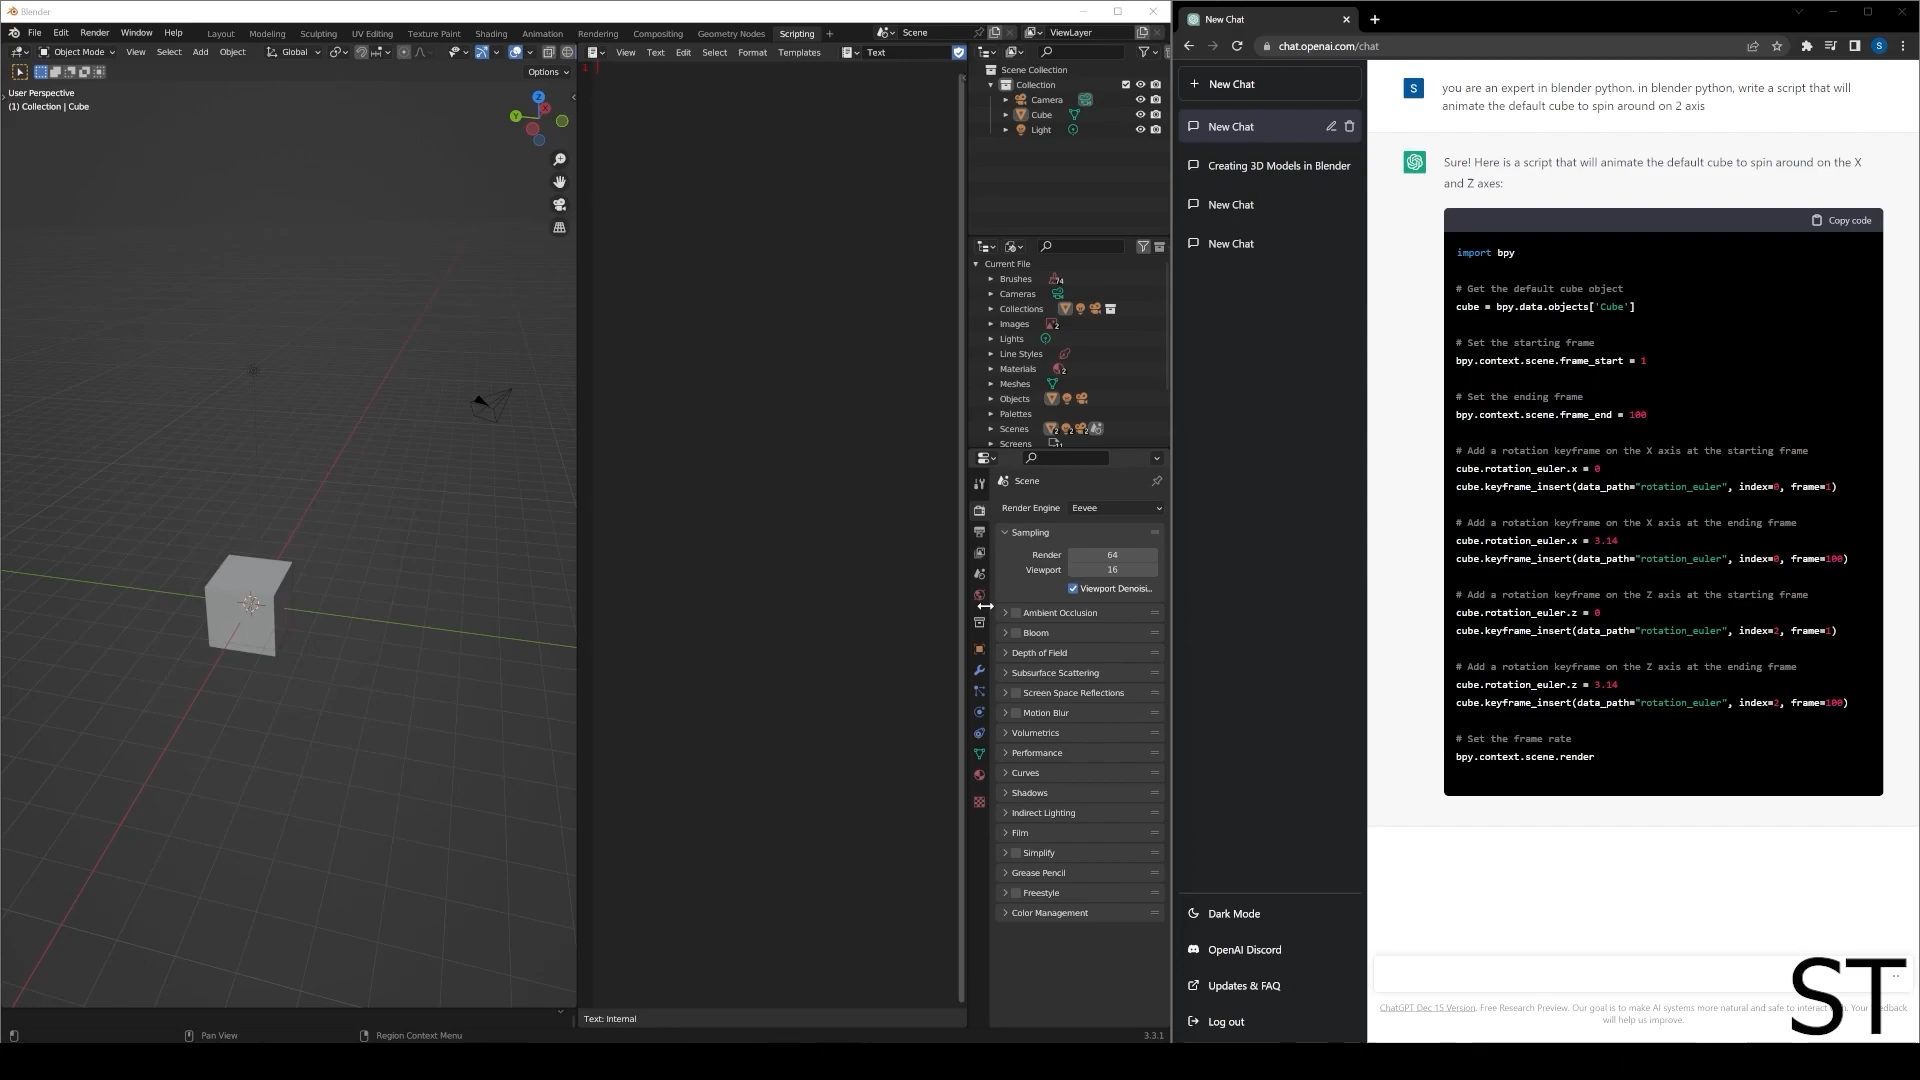 Blender
File Edit Render Window Help
Layout Modeling Sculpting UV Editing Texture Paint Shading Animation Rendering Compositing Geometry Nodes Scripting +
Scene
ViewLayer
Object Mode View Select Add Object Global
View Text Edit Select Format Templates Text
Options
User Perspective
(1) Collection | Cube
Z
X
Y
1
Scene Collection
Collection
Camera
Cube
Light
Current File
Brushes 74
Cameras
Collections
Images 2
Lights
Line Styles
Materials 2
Meshes
Objects
Palettes
Scenes 2 2 2
Screens 11
Scene
Render Engine Eevee
Sampling
Render 64
Viewport 16
Viewport Denoisi..
Ambient Occlusion
Bloom
Depth of Field
Subsurface Scattering
Screen Space Reflections
Motion Blur
Volumetrics
Performance
Curves
Shadows
Indirect Lighting
Film
Simplify
Grease Pencil
Freestyle
Color Management
Text: Internal
Pan View
Region Context Menu
3.3.1
New Chat
chat.openai.com/chat
S
+ New Chat
New Chat
Creating 3D Models in Blender
New Chat
New Chat
Dark Mode
OpenAI Discord
Updates & FAQ
Log out
S
you are an expert in blender python. in blender python, write a script that will
animate the default cube to spin around on 2 axis
Sure! Here is a script that will animate the default cube to spin around on the X
and Z axes:
Copy code
import bpy
# Get the default cube object
cube = bpy.data.objects['Cube']
# Set the starting frame
bpy.context.scene.frame_start = 1
# Set the ending frame
bpy.context.scene.frame_end = 100
# Add a rotation keyframe on the X axis at the starting frame
cube.rotation_euler.x = 0
cube.keyframe_insert(data_path="rotation_euler", index=0, frame=1)
# Add a rotation keyframe on the X axis at the ending frame
cube.rotation_euler.x = 3.14
cube.keyframe_insert(data_path="rotation_euler", index=0, frame=100)
# Add a rotation keyframe on the Z axis at the starting frame
cube.rotation_euler.z = 0
cube.keyframe_insert(data_path="rotation_euler", index=2, frame=1)
# Add a rotation keyframe on the Z axis at the ending frame
cube.rotation_euler.z = 3.14
cube.keyframe_insert(data_path="rotation_euler", index=2, frame=100)
# Set the frame rate
bpy.context.scene.render
ChatGPT Dec 15 Version. Free Research Preview. Our goal is to make AI systems more natural and safe to interact Your
will help us improve.
ST